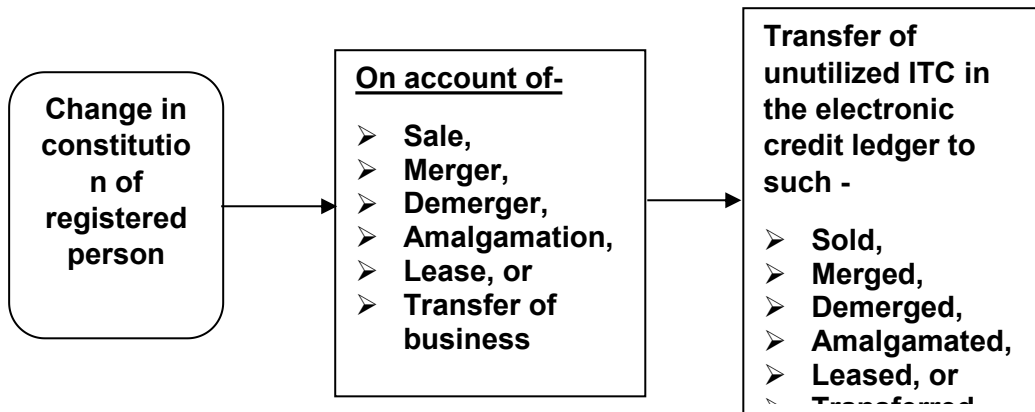 Change in
constitutio
n of
registered
person
On account of-
➢ Sale,
➢ Merger,
➢ Demerger,
➢ Amalgamation,
➢ Lease, or
➢ Transfer of
business
Transfer of
unutilized ITC in
the electronic
credit ledger to
such -
➢ Sold,
➢ Merged,
➢ Demerged,
➢ Amalgamated,
➢ Leased, or